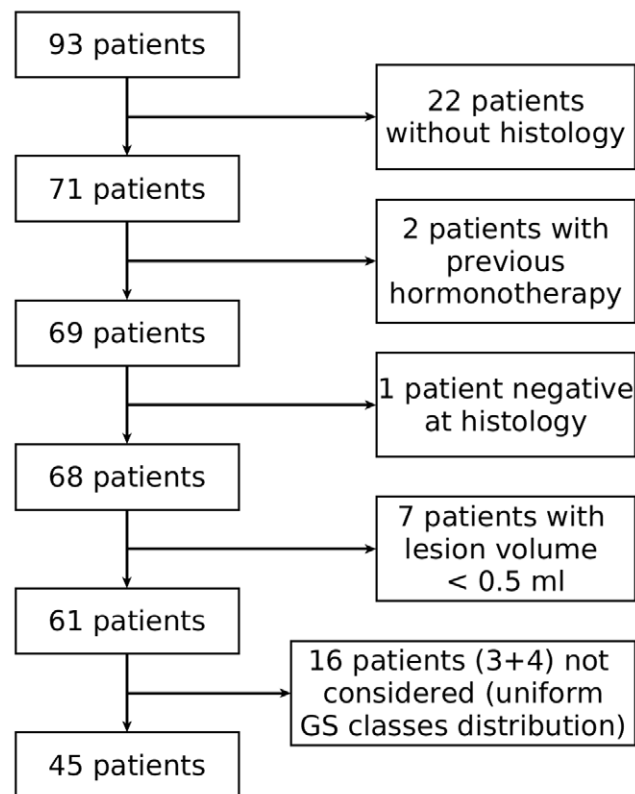 93 patients
22 patients
without histology
71 patients
2 patients with
previous
hormonotherapy
69 patients
1 patient negative
at histology
68 patients
7 patients with
lesion volume
< 0.5 ml
61 patients
16 patients (3+4) not
considered (uniform
GS classes distribution)
45 patients